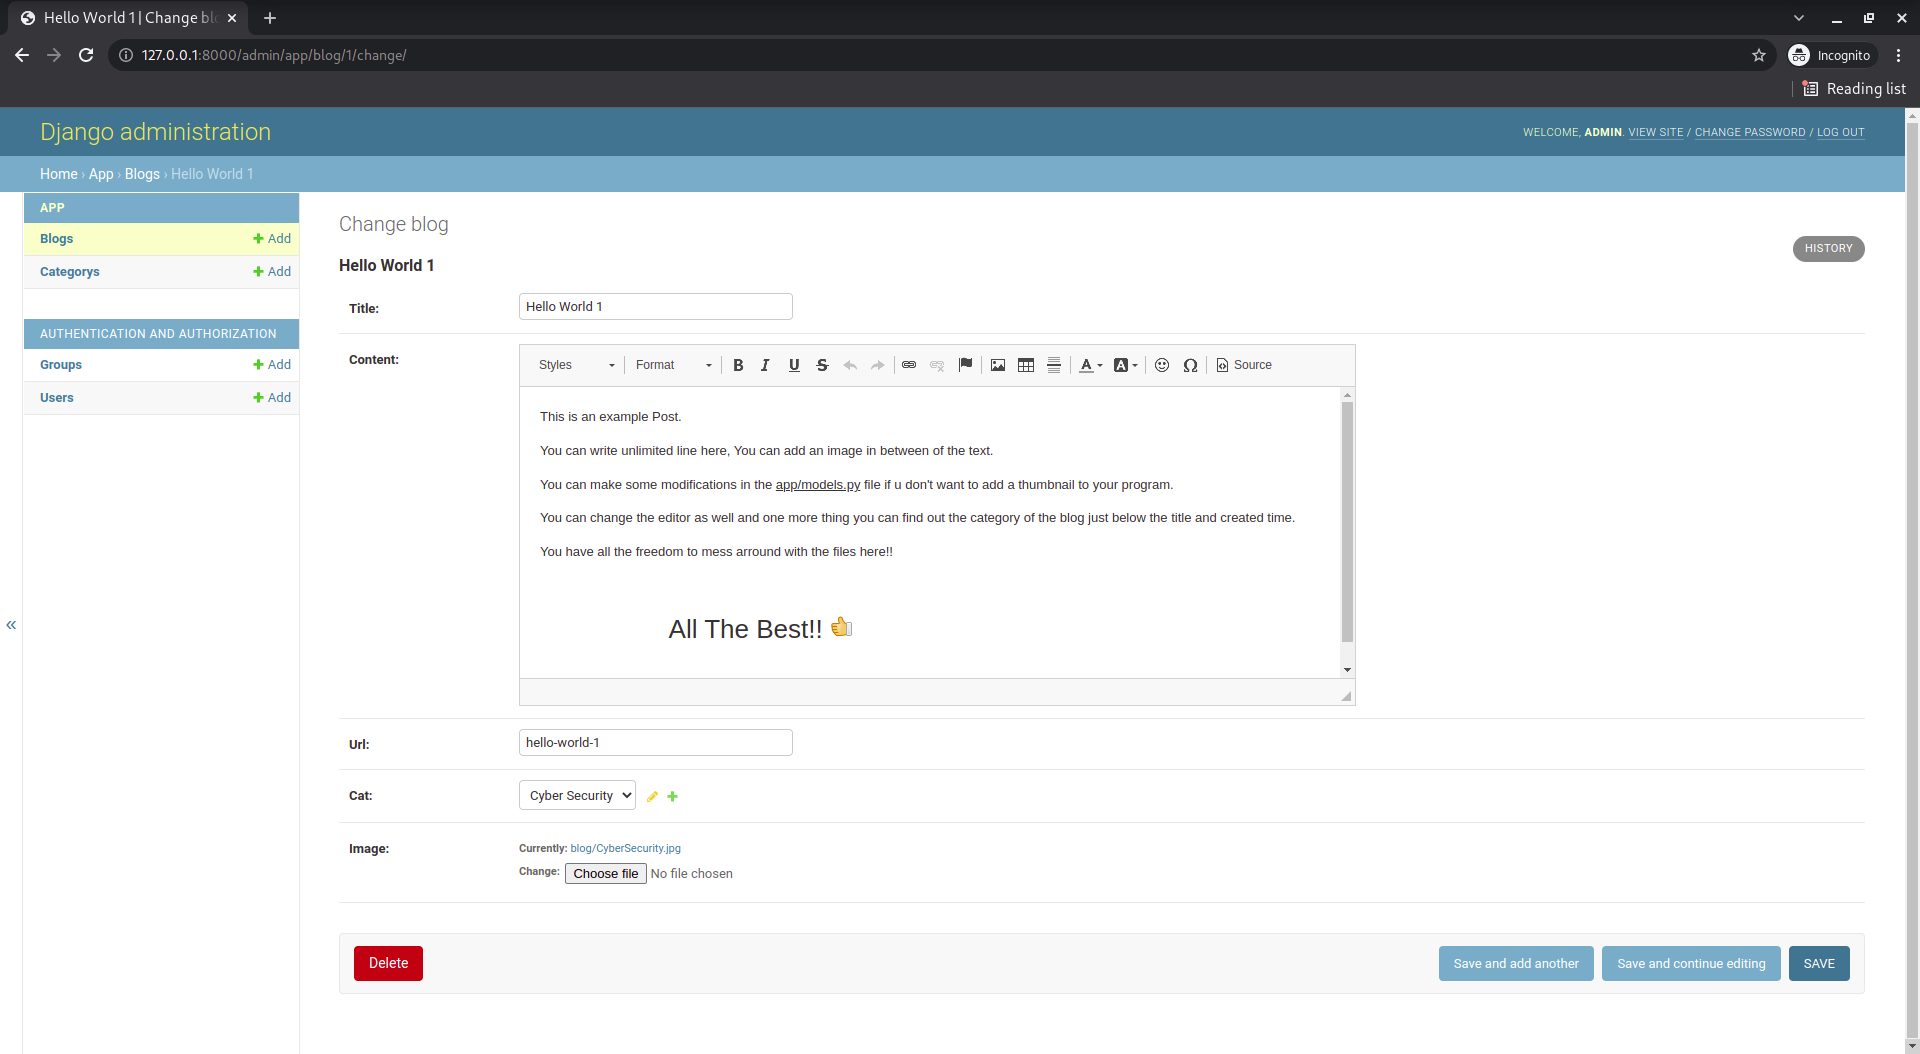 Hello World 1 | Change bl
127.0.0.1:8000/admin/app/blog/1/change/
Incognito
Reading list
Django administration
WELCOME, ADMIN. VIEW SITE / CHANGE PASSWORD / LOG OUT
Home › App › Blogs › Hello World 1
APP
Blogs
Add
Categorys
Add
AUTHENTICATION AND AUTHORIZATION
Groups
Add
Users
Add
«
Change blog
HISTORY
Hello World 1
Title:
Hello World 1
Content:
Styles
Format
B I U S
A
A
Ω
Source
This is an example Post.
You can write unlimited line here, You can add an image in between of the text.
You can make some modifications in the app/models.py file if u don't want to add a thumbnail to your program.
You can change the editor as well and one more thing you can find out the category of the blog just below the title and created time.
You have all the freedom to mess arround with the files here!!
All The Best!!
Url:
hello-world-1
Cat:
Cyber Security
Image:
Currently: blog/CyberSecurity.jpg
Change: Choose file No file chosen
Delete
Save and add another
Save and continue editing
SAVE